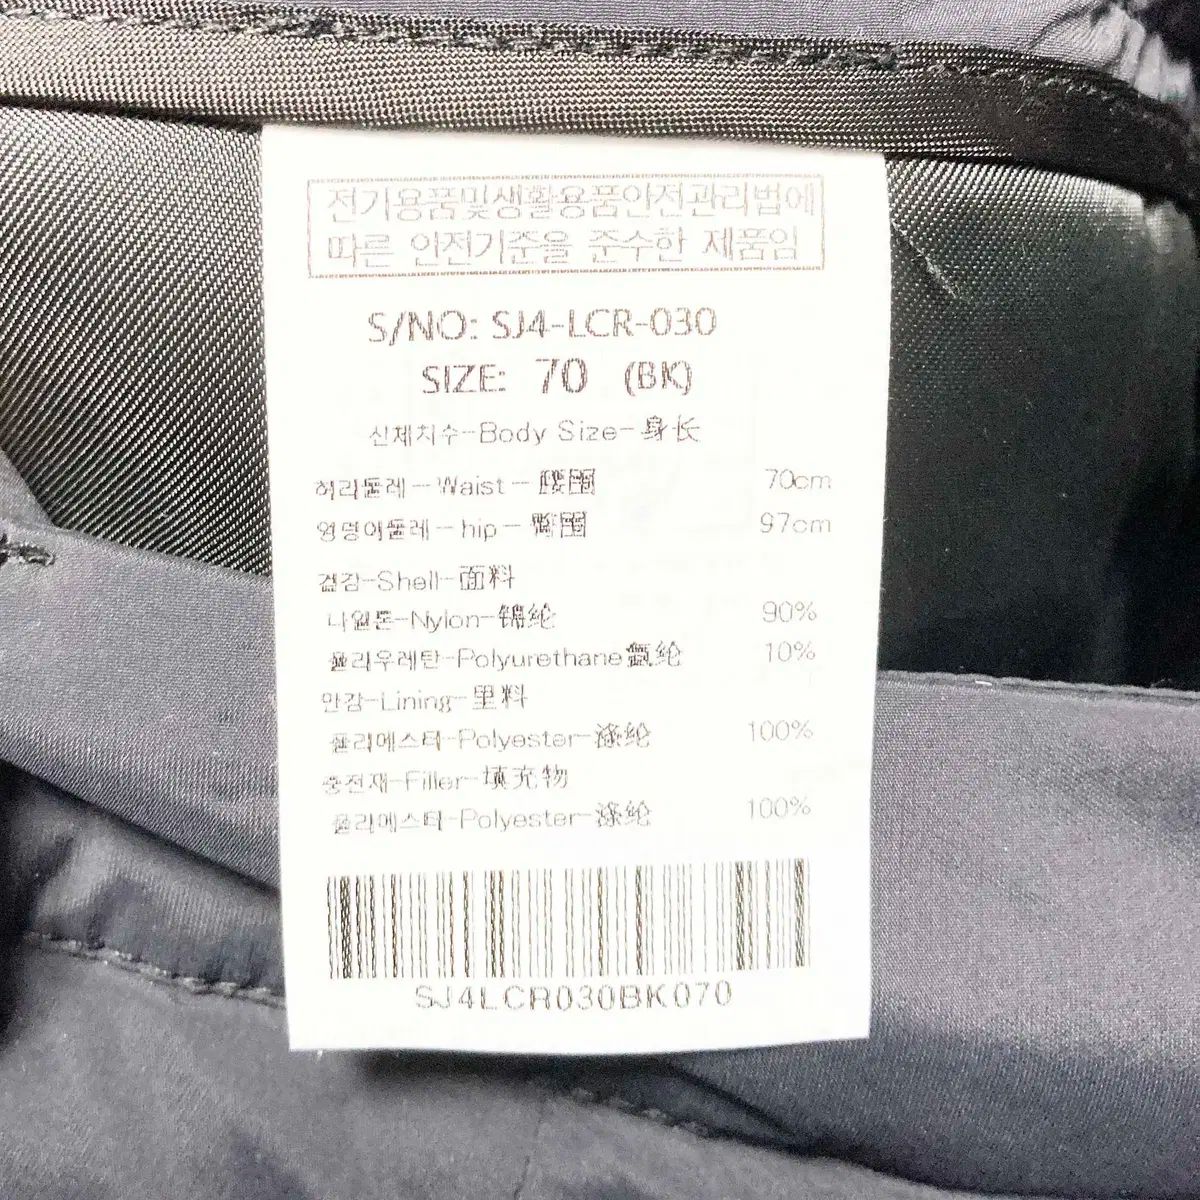 전기용품및생활용품안전관리법에
따른 안전기준을 준수한 제품임
S/NO: SJ4-LCR-030
SIZE: 70 (BK)
신체치수-Body Size-身长
허리둘레-Waist-腰围 70cm
엉덩이둘레-hip-臀围 97cm
겉감-Shell-面料
나일론-Nylon-锦纶 90%
폴리우레탄-Polyurethane氨纶 10%
안감-Lining-里料
폴리에스터-Polyester-涤纶 100%
충전재-Filler-填充物
폴리에스터-Polyester-涤纶 100%
SJ4LCR030BK070